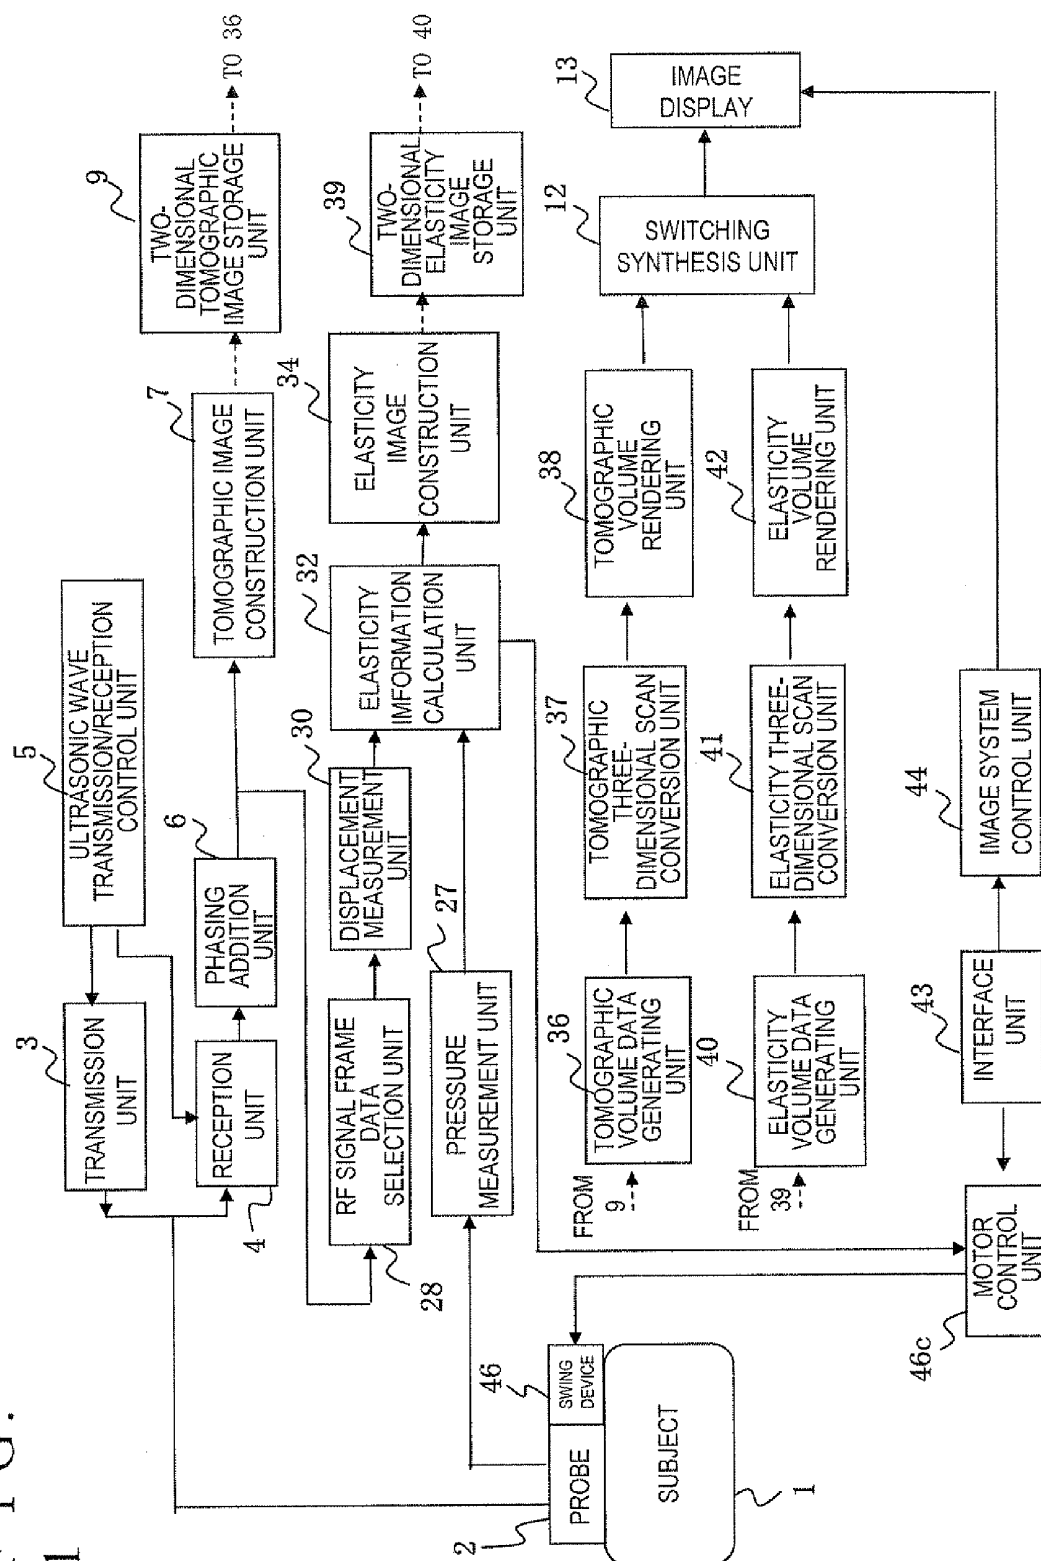 FIG.
1
5
ULTRASONIC WAVE
TRANSMISSION/RECEPTION
CONTROL UNIT
3
TRANSMISSION
UNIT
4
RECEPTION
UNIT
6
PHASING
ADDITION
UNIT
7
TOMOGRAPHIC IMAGE
CONSTRUCTION UNIT
9
TWO-
DIMENSIONAL
TOMOGRAPHIC
IMAGE STORAGE
UNIT
TO 36
28
RF SIGNAL FRAME
DATA
SELECTION UNIT
30
DISPLACEMENT
MEASUREMENT
UNIT
32
ELASTICITY
IMFORMATION
CALCULATION
UNIT
34
ELASTICITY
IMAGE
CONSTRUCTION
UNIT
39
TWO-
DIMENSIONAL
ELASTICITY
IMAGE
STORAGE
UNIT
TO 40
27
PRESSURE
MEASUREMENT UNIT
2
PROBE
46
SWING
DEVICE
SUBJECT
1
FROM
9
36
TOMOGRAPHIC
VOLUME DATA
GENERATING
UNIT
37
TOMOGRAPHIC
THREE-
DIMENSIONAL SCAN
CONVERSION UNIT
38
TOMOGRAPHIC
VOLUME
RENDERING
UNIT
12
SWITCHING
SYNTHESIS UNIT
13
IMAGE
DISPLAY
FROM
39
40
ELASTICITY
VOLUME DATA
GENERATING
UNIT
41
ELASTICITY THREE-
DIMENSIONAL SCAN
CONVERSION UNIT
42
ELASTICITY
VOLUME
RENDERING UNIT
46c
MOTOR
CONTROL
UNIT
43
INTERFACE
UNIT
44
IMAGE SYSTEM
CONTROL UNIT